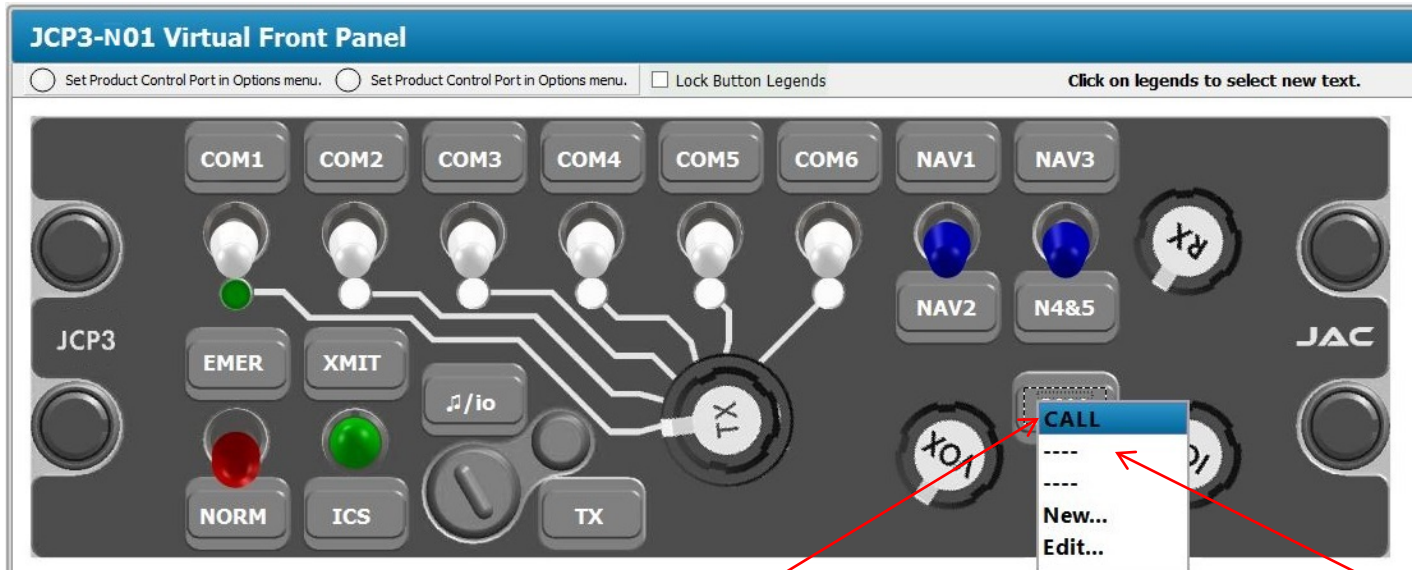 JCP3-N01 Virtual Front Panel
Set Product Control Port in Options menu. Set Product Control Port in Options menu. Lock Button Legends Click on legends to select new text.
COM1 COM2 COM3 COM4 COM5 COM6 NAV1 NAV3
RX
NAV2 N4&5
JCP3 JAC
EMER XMIT
♫/io
TX
VOX
CALL
----
----
New...
Edit...
NORM ICS TX